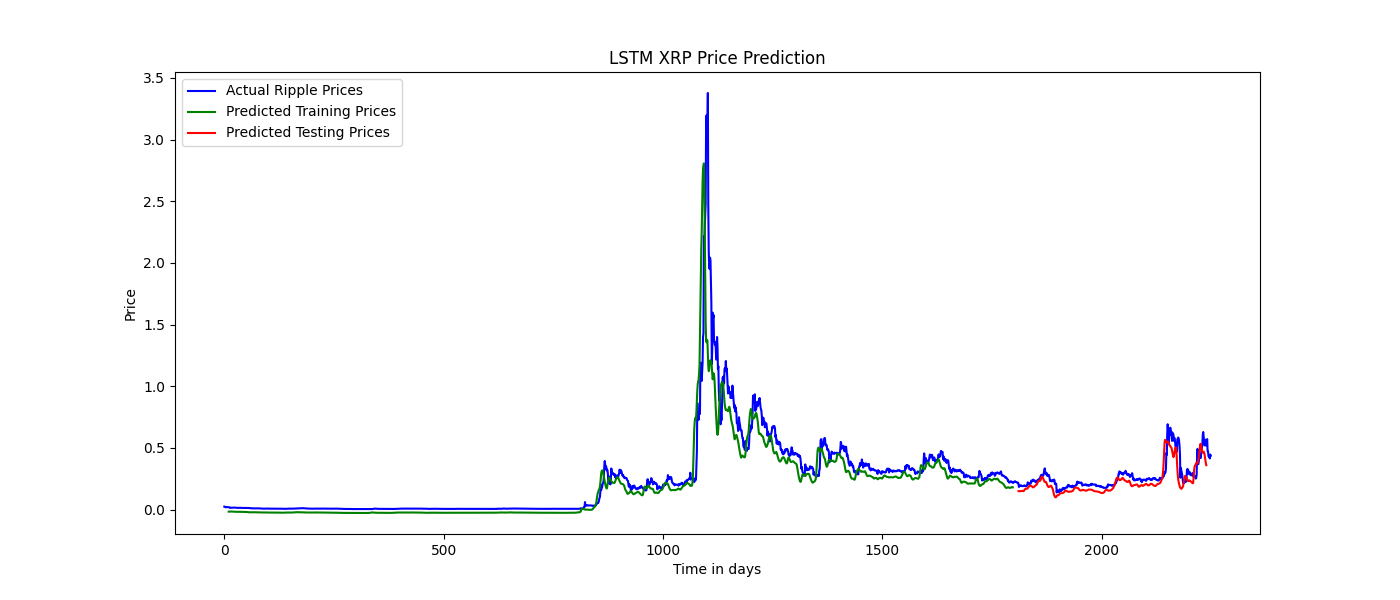 LSTM XRP Price Prediction
3.5
3.0
2.5
2.0
1.5
1.0
0.5
0.0
Price
Actual Ripple Prices
Predicted Training Prices
Predicted Testing Prices
0 500 1000 1500 2000
Time in days